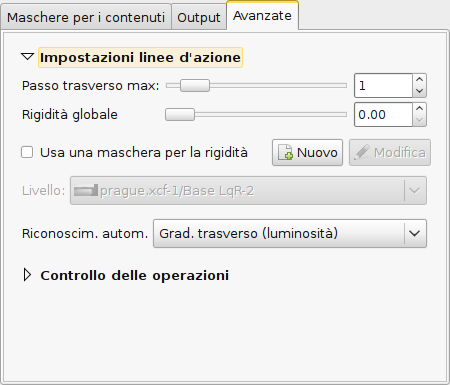 Maschere per i contenuti Output Avanzate
Impostazioni linee d'azione
Passo trasverso max: 1
Rigidità globale 0.00
Usa una maschera per la rigidità Nuovo Modifica
Livello: prague.xcf-1/Base LqR-2
Riconoscim. autom. Grad. trasverso (luminosità)
Controllo delle operazioni